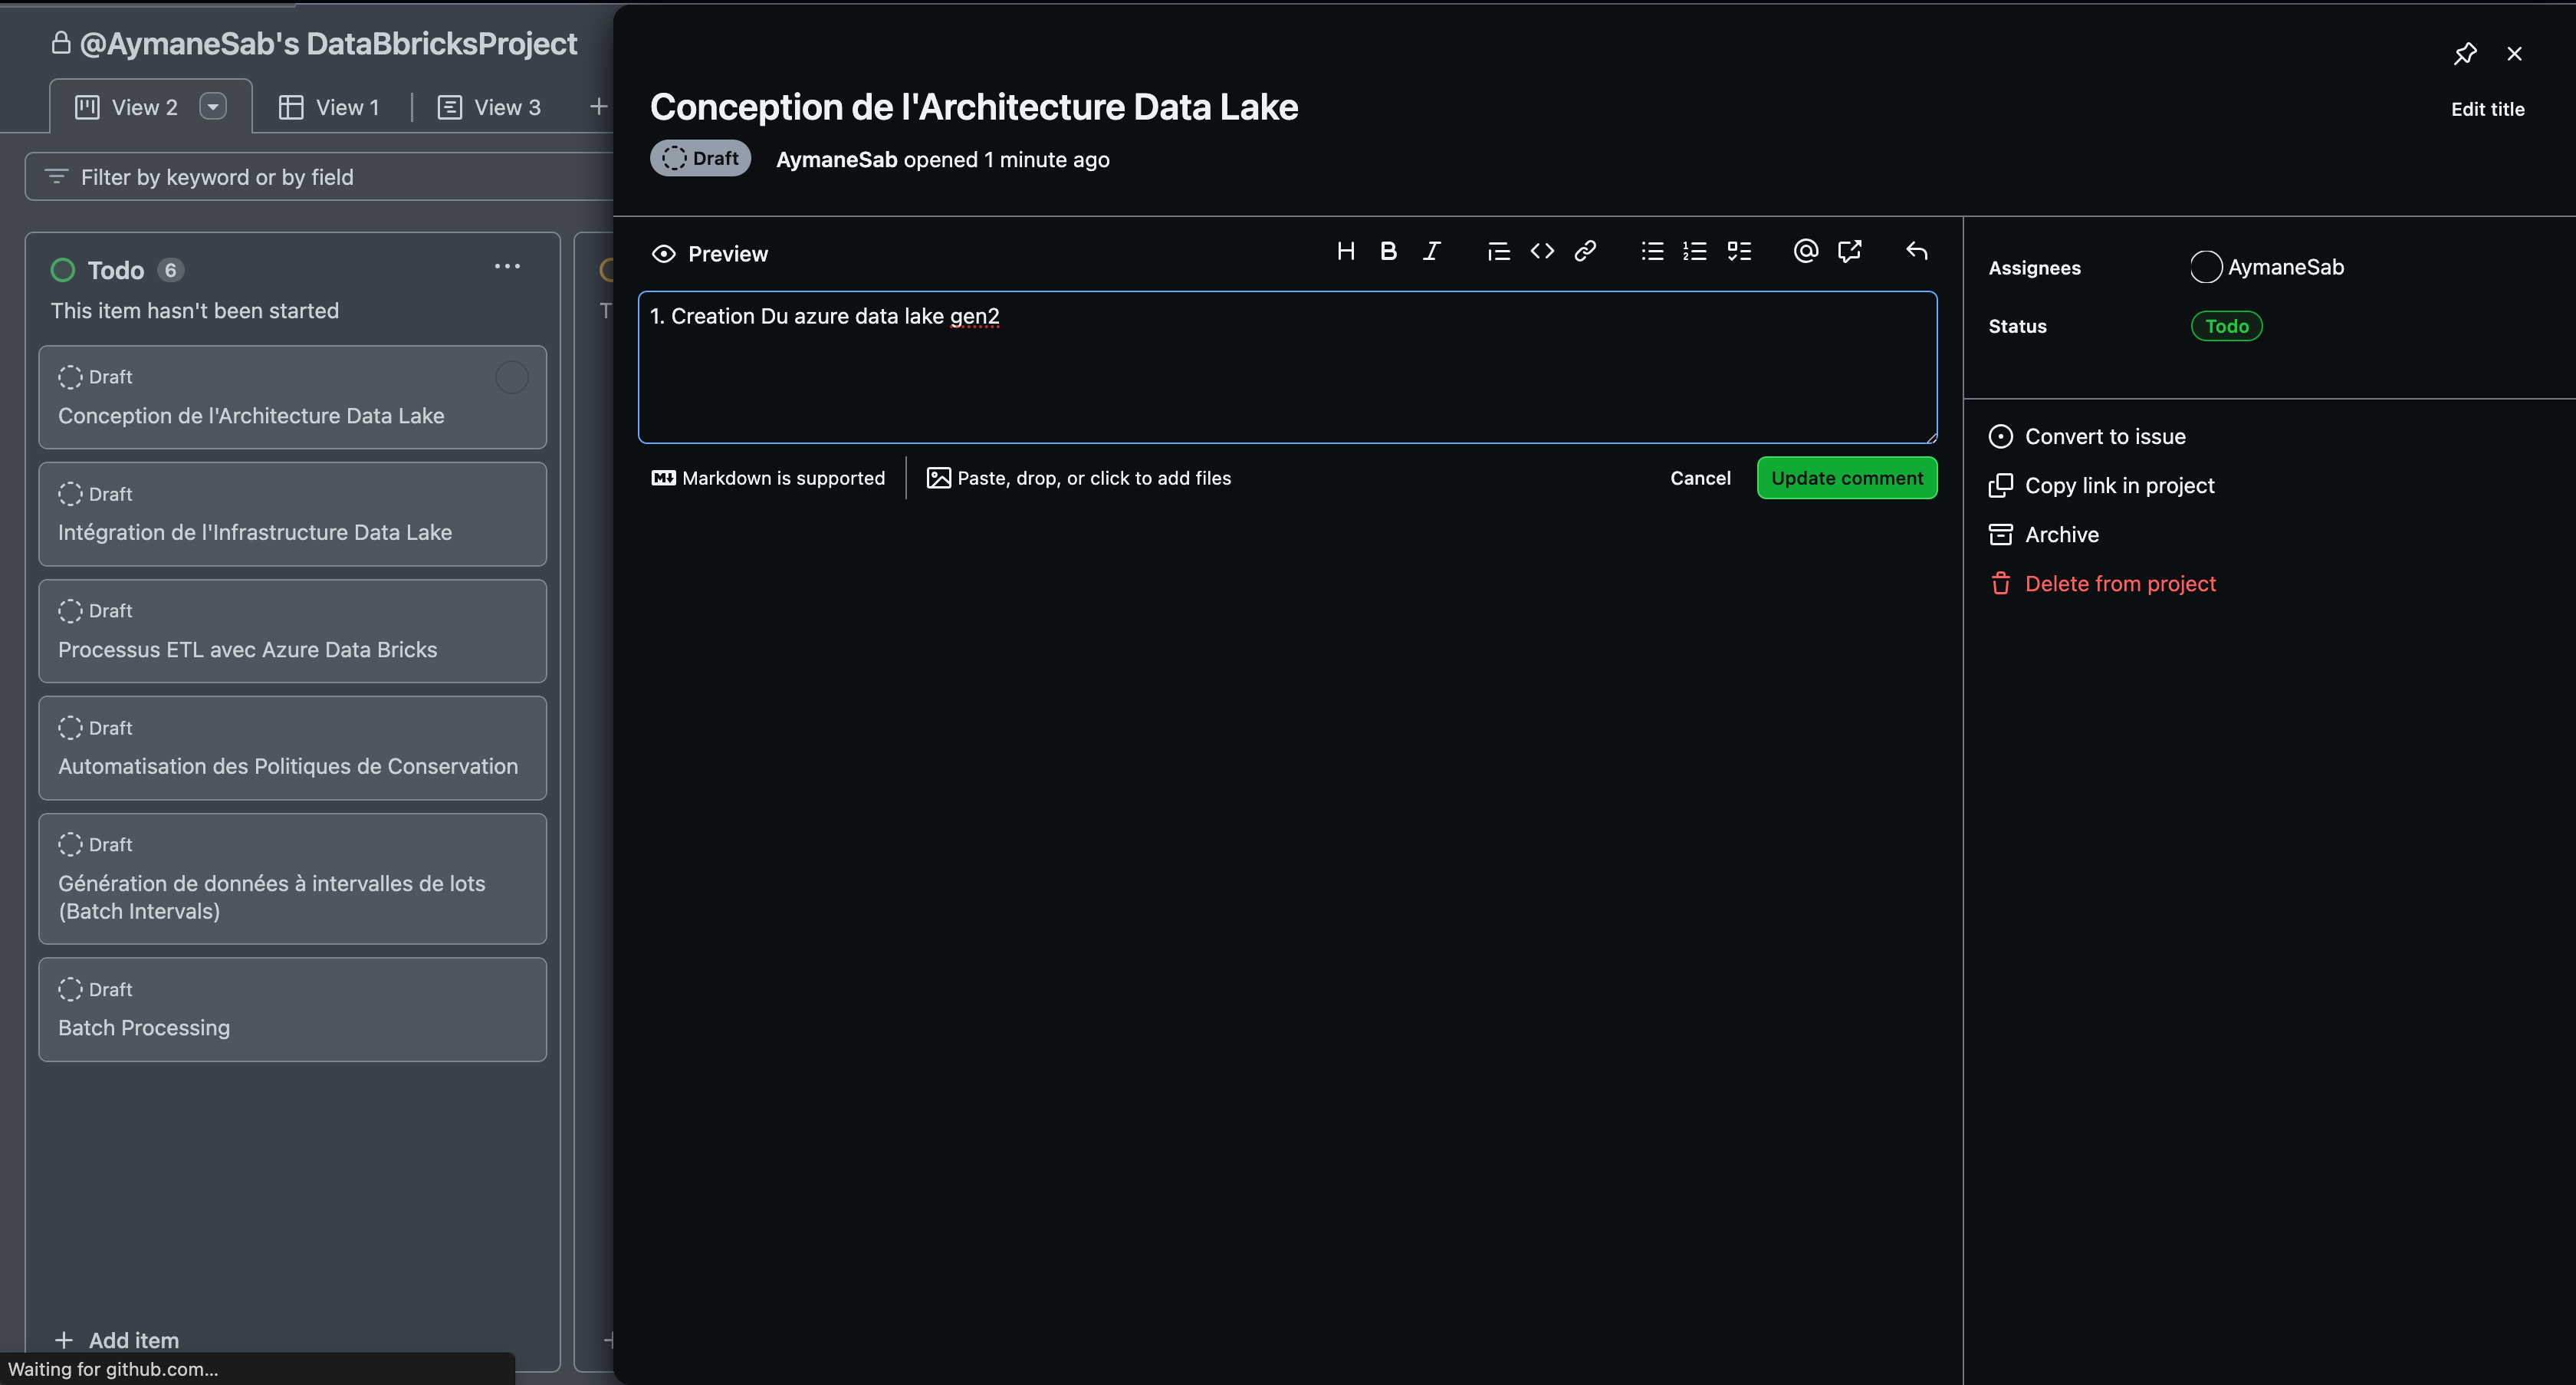 @AymaneSab's DataBbricksProject
View 2
View 1
View 3
Filter by keyword or by field
Todo 6
This item hasn't been started
Draft
Conception de l'Architecture Data Lake
Draft
Intégration de l'Infrastructure Data Lake
Draft
Processus ETL avec Azure Data Bricks
Draft
Automatisation des Politiques de Conservation
Draft
Génération de données à intervalles de lots
(Batch Intervals)
Draft
Batch Processing
Add item
Waiting for github.com...
T
Conception de l'Architecture Data Lake
Edit title
Draft
AymaneSab opened 1 minute ago
Preview
1. Creation Du azure data lake gen2
Markdown is supported
Paste, drop, or click to add files
Cancel
Update comment
Assignees
AymaneSab
Status
Todo
Convert to issue
Copy link in project
Archive
Delete from project